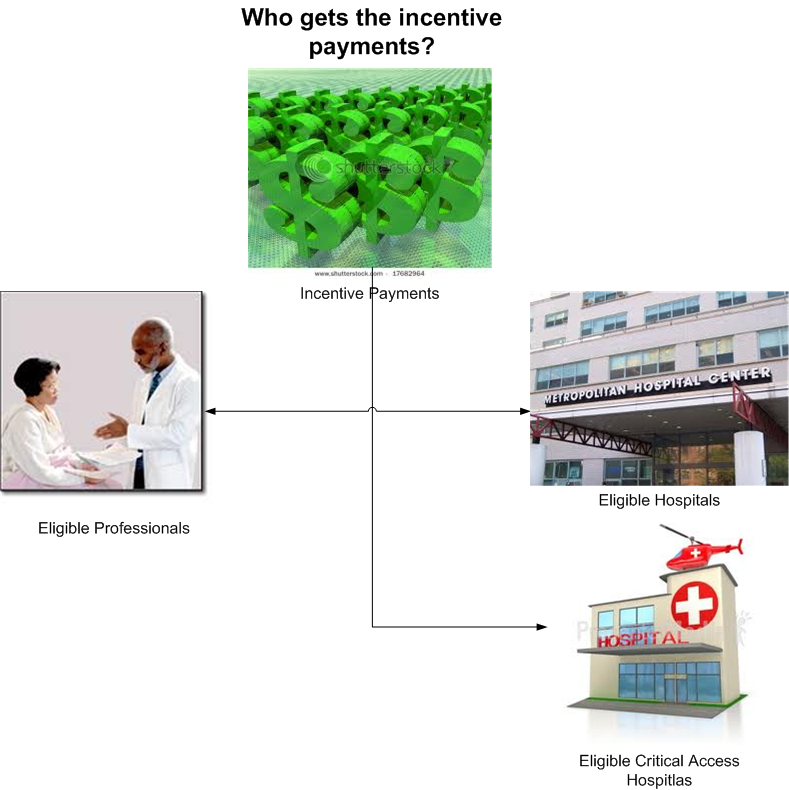 Who gets the incentive
payments?
shutterstock
www.shutterstock.com - 17682964
Incentive Payments
METROPOLITAN HOSPITAL CENTER
Eligible Hospitals
Eligible Professionals
HOSPITAL
Eligible Critical Access
Hospitlas